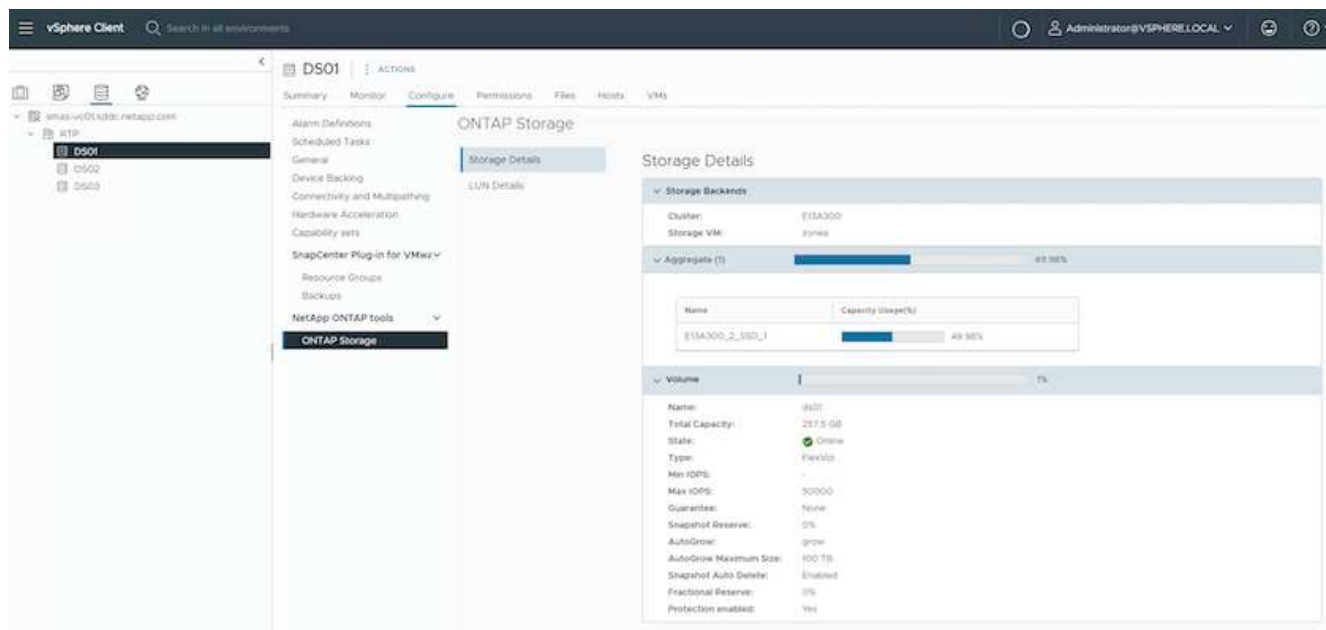 vSphere Client
Search in all environments
Administrator@VSPHERE.LOCAL
DS01
ACTIONS
Summary Monitor Configure Permissions Files Hosts VMs
.sddc.netapp.com
RTP
DS01
DS02
DS03
Alarm Definitions
Scheduled Tasks
General
Device Backing
Connectivity and Multipathing
Hardware Acceleration
Capability sets
SnapCenter Plug-in for VMwa
Resource Groups
Backups
NetApp ONTAP tools
ONTAP Storage
ONTAP Storage
Storage Details
LUN Details
Storage Details
Storage Backends
Cluster: E13A300
Storage VM: zonea
Aggregate (1) 49.98%
Name Capacity Usage(%)
E13A300_2_SSD_1 49.98%
Volume 1%
Name: ds01
Total Capacity: 257.5 GB
State: Online
Type: FlexVol
Min IOPS: -
Max IOPS: 50000
Guarantee: None
Snapshot Reserve: 0%
AutoGrow: grow
AutoGrow Maximum Size: 100 TB
Snapshot Auto Delete: Enabled
Fractional Reserve: 0%
Protection enabled: Yes